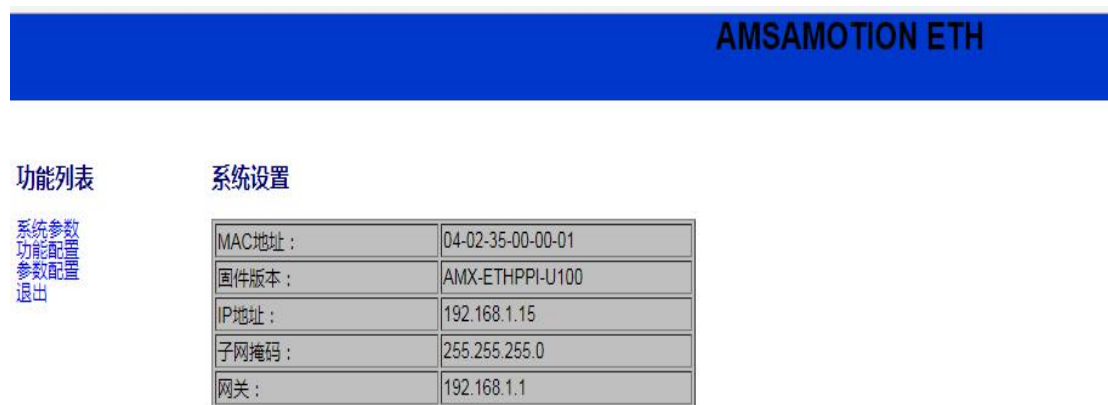 AMSAMOTION ETH
功能列表
系统参数
功能配置
参数配置
退出
系统设置
MAC地址： 04-02-35-00-00-01
固件版本： AMX-ETHPPI-U100
IP地址： 192.168.1.15
子网掩码： 255.255.255.0
网关： 192.168.1.1